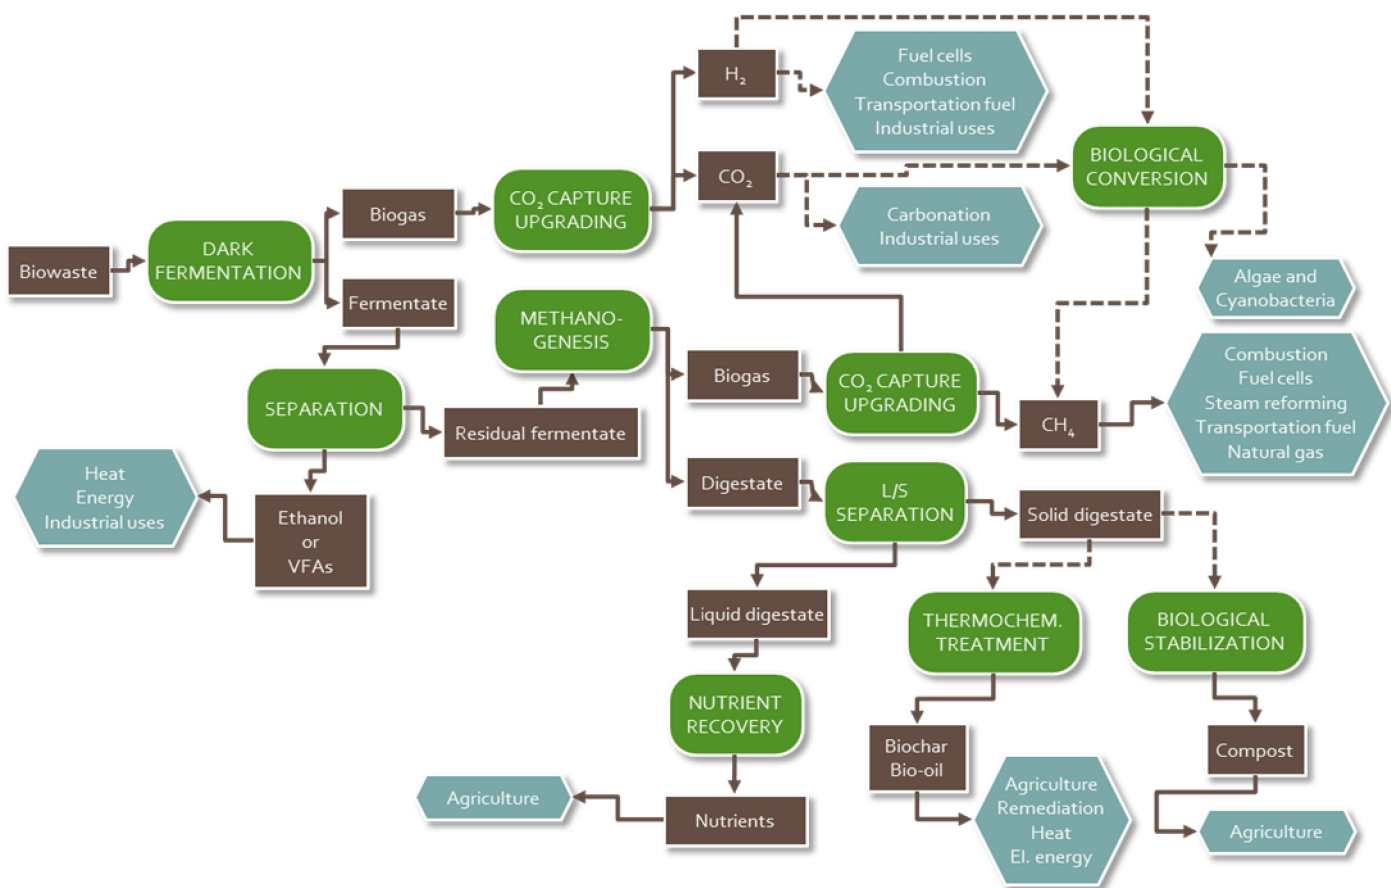 H₂
Fuel cells
Combustion
Transportation fuel
Industrial uses
BIOLOGICAL
CONVERSION
CO₂
Biogas
CO₂ CAPTURE
UPGRADING
Carbonation
Industrial uses
DARK
FERMENTATION
Biowaste
Fermentate
Algae and
Cyanobacteria
METHANO-
GENESIS
Biogas
CO₂ CAPTURE
UPGRADING
Combustion
Fuel cells
Steam reforming
Transportation fuel
Natural gas
CH₄
SEPARATION
Residual fermentate
Heat
Energy
Industrial uses
Ethanol
or
VFAs
Digestate
L/S
SEPARATION
Solid digestate
Liquid digestate
THERMOCHEM.
TREATMENT
BIOLOGICAL
STABILIZATION
NUTRIENT
RECOVERY
Biochar
Bio-oil
Compost
Agriculture
Nutrients
Agriculture
Remediation
Heat
El. energy
Agriculture